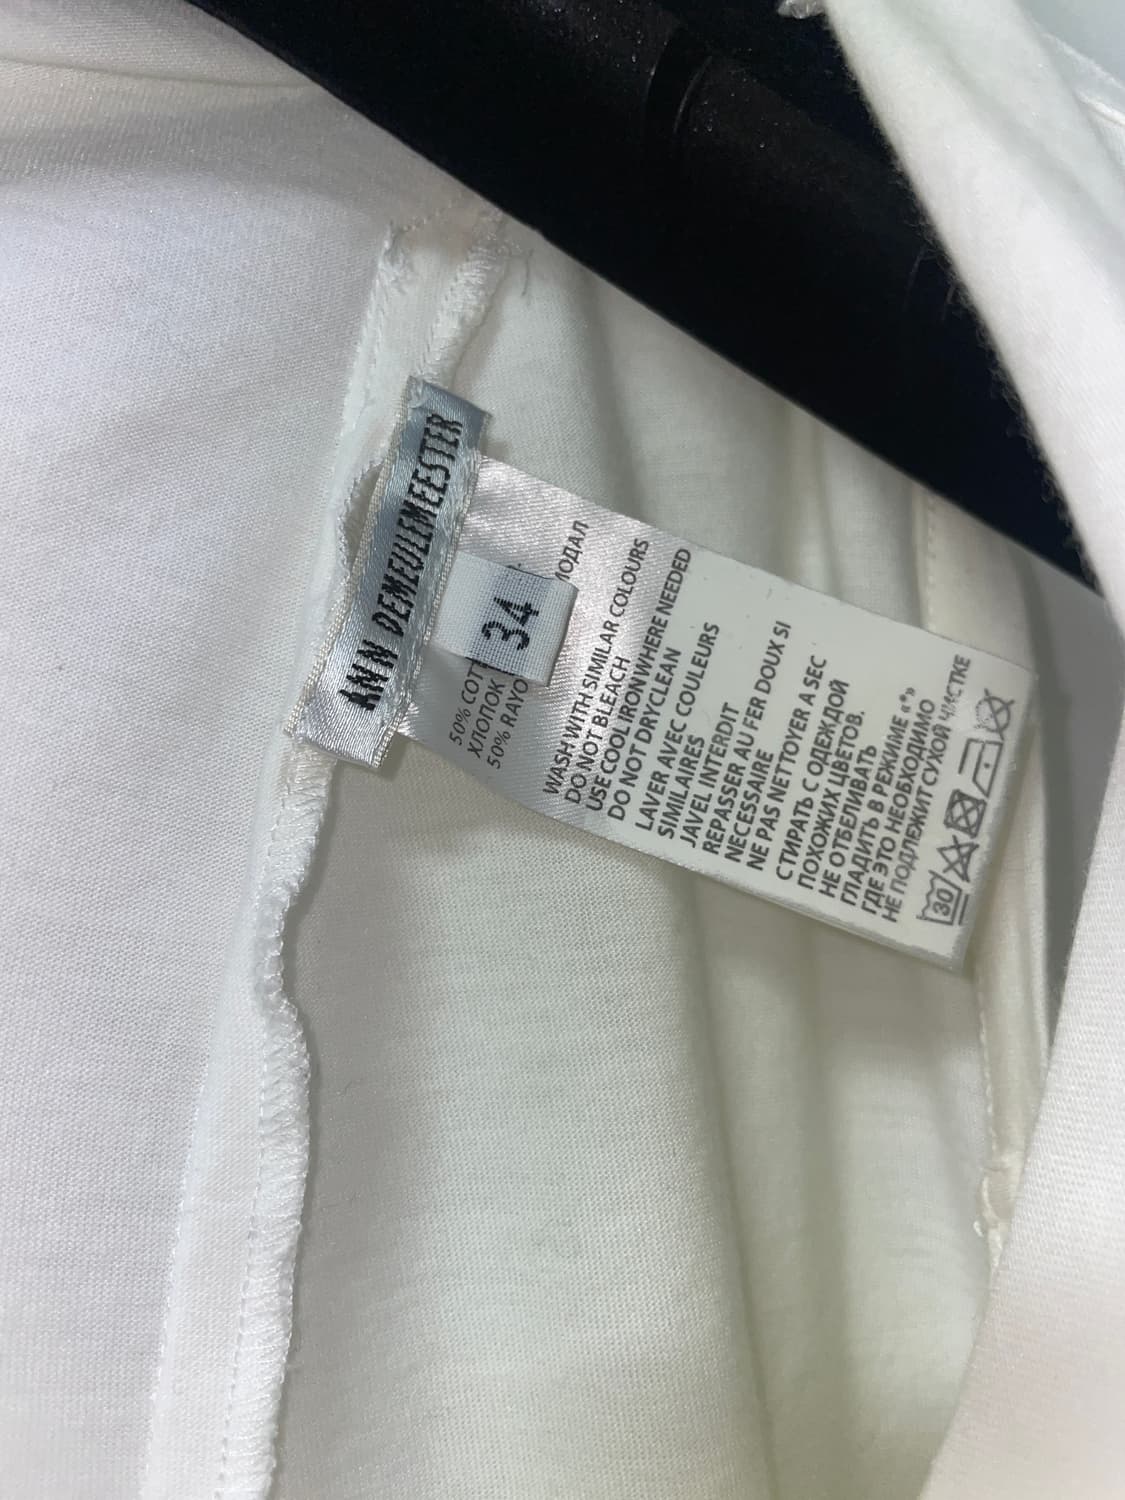 ANN DEMEULEMEESTER
34
50% COTT
ХЛОПОК
МОДАЛ
50% RAYO
WASH WITH SIMILAR COLOURS
DO NOT BLEACH
USE COOL IRON WHERE NEEDED
DO NOT DRYCLEAN
LAVER AVEC COULEURS
SIMILAIRES
JAVEL INTERDIT
REPASSER AU FER DOUX SI
NECESSAIRE
NE PAS NETTOYER A SEC
СТИРАТЬ С ОДЕЖДОЙ
ПОХОЖИХ ЦВЕТОВ.
НЕ ОТБЕЛИВАТЬ
ГЛАДИТЬ В РЕЖИМЕ «*»
ГДЕ ЭТО НЕОБХОДИМО
НЕ ПОДЛЕЖИТ СУХОЙ ЧИСТКЕ
30